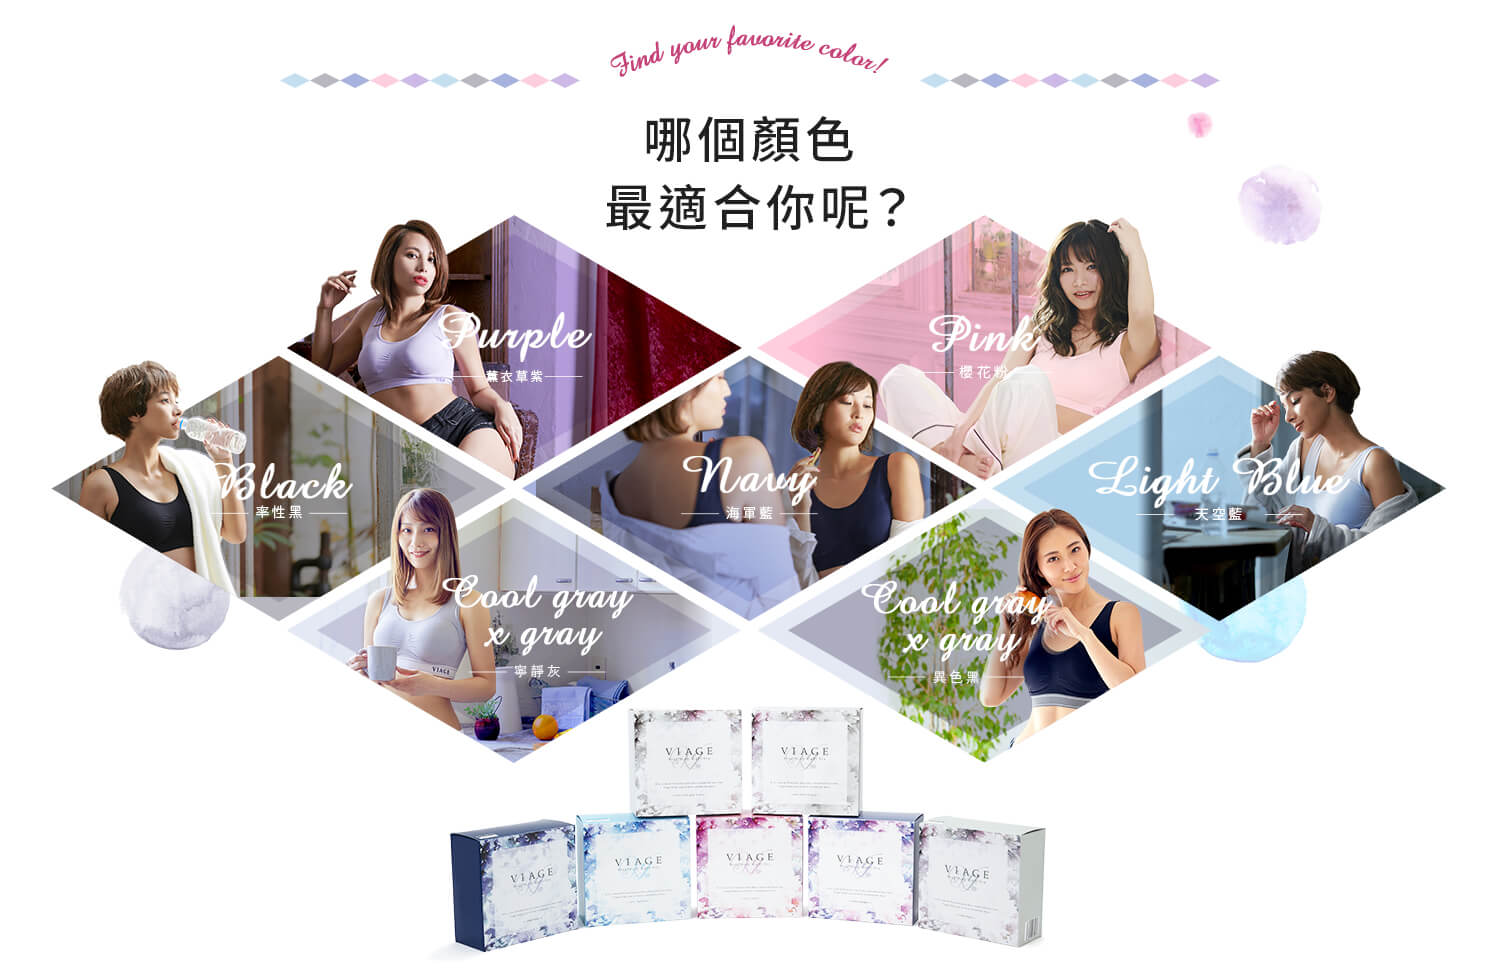 Find your favorite color!
哪個顏色
最適合你呢？
Purple
薰衣草紫
Pink
櫻花粉
Black
率性黑
Navy
海軍藍
Light Blue
天空藍
Cool gray
x gray
寧靜灰
VIAGE
Cool gray
x gray
異色黑
VIAGE
VIAGE
VIAGE
VIAGE
VIAGE
VIAGE
VIAGE